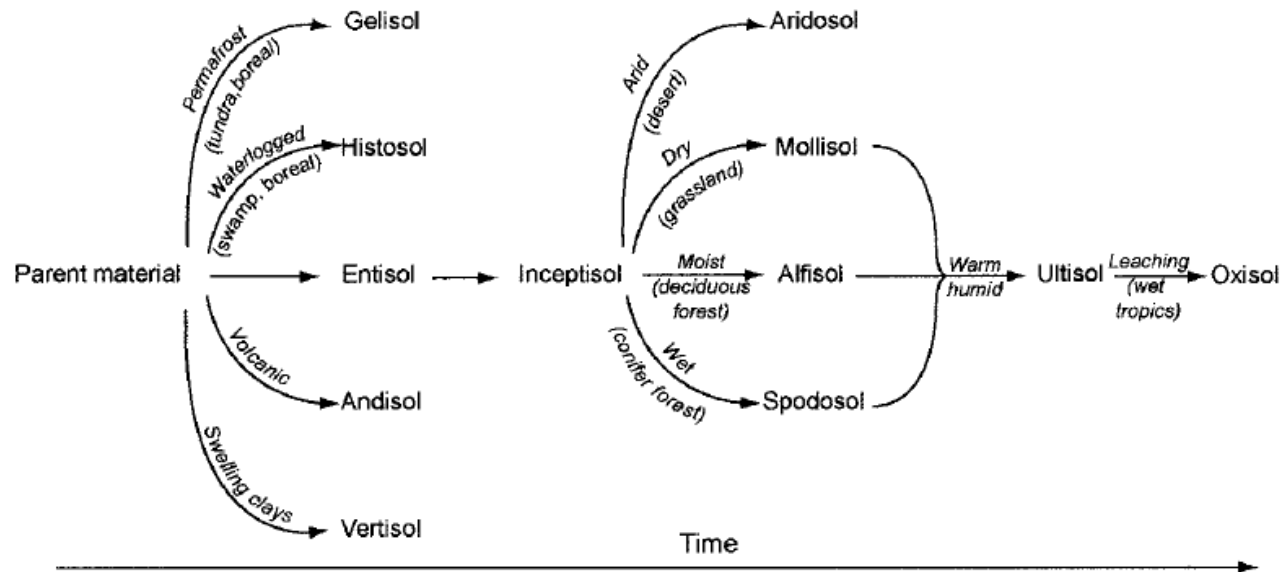 Gelisol
Permafrost
(tundra, boreal)
Waterlogged
(swamp, boreal)
Histosol
Parent material
Entisol
Volcanic
Andisol
Swelling clays
Vertisol
Inceptisol
Arid
(desert)
Aridosol
Dry
(grassland)
Mollisol
Moist
(deciduous
forest)
Alfisol
Wet
(conifer forest)
Spodosol
Warm
humid
Ultisol
Leaching
(wet
tropics)
Oxisol
Time